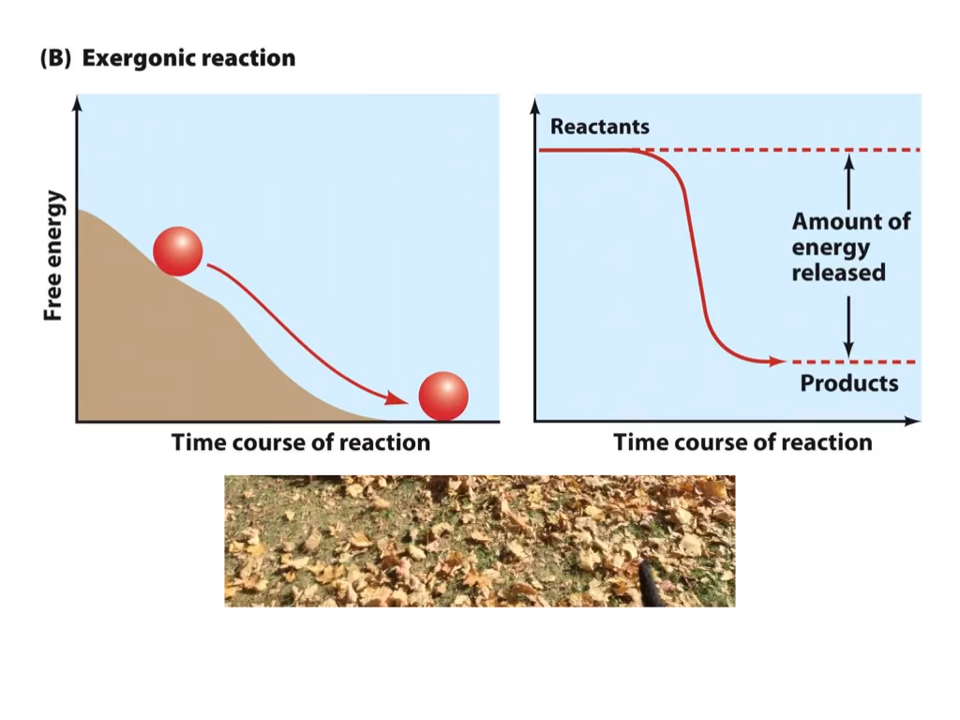 (B) Exergonic reaction
Free energy
Time course of reaction
Reactants
Amount of
energy
released
Products
Time course of reaction